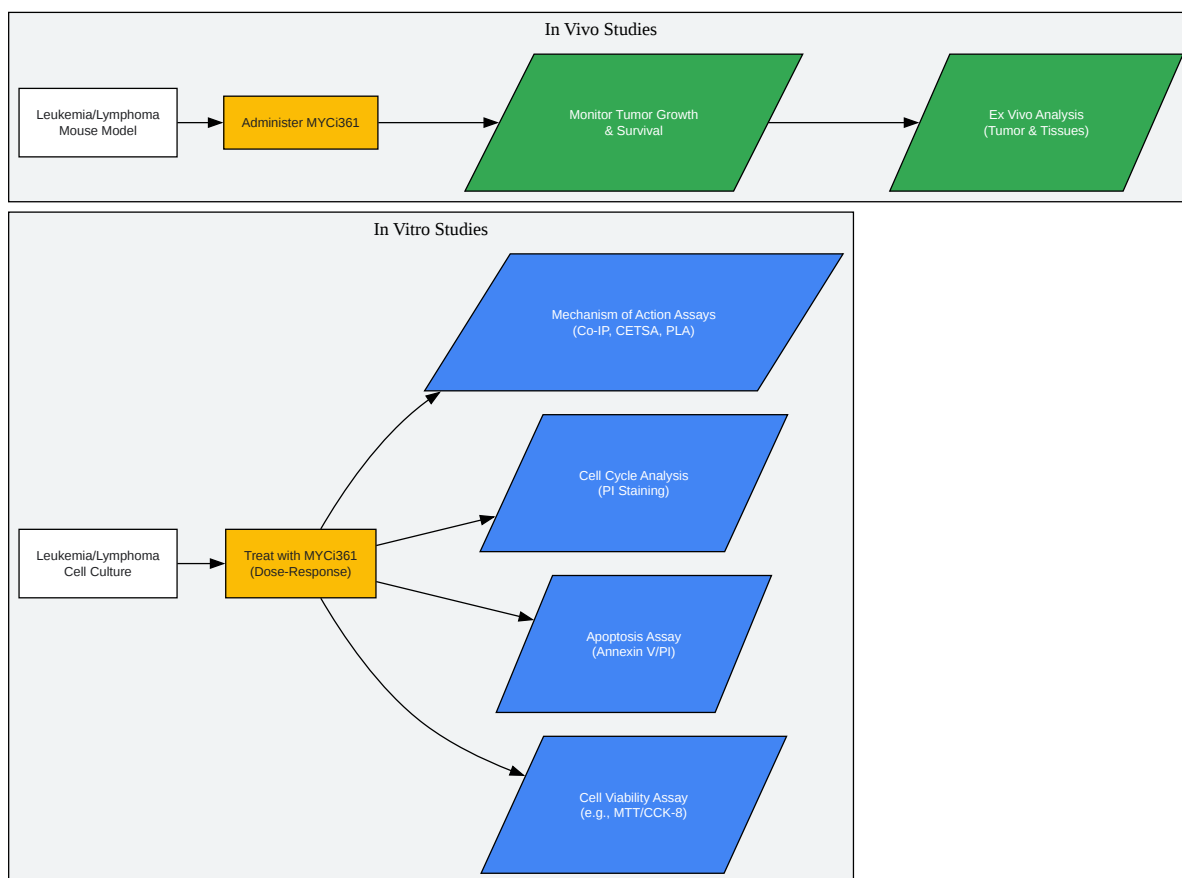 In Vivo Studies
Leukemia/Lymphoma
Mouse Model
Administer MYCi361
Monitor Tumor Growth
& Survival
Ex Vivo Analysis
(Tumor & Tissues)
In Vitro Studies
Leukemia/Lymphoma
Cell Culture
Treat with MYCi361
(Dose-Response)
Mechanism of Action Assays
(Co-IP, CETSA, PLA)
Cell Cycle Analysis
(PI Staining)
Apoptosis Assay
(Annexin V/PI)
Cell Viability Assay
(e.g., MTT/CCK-8)